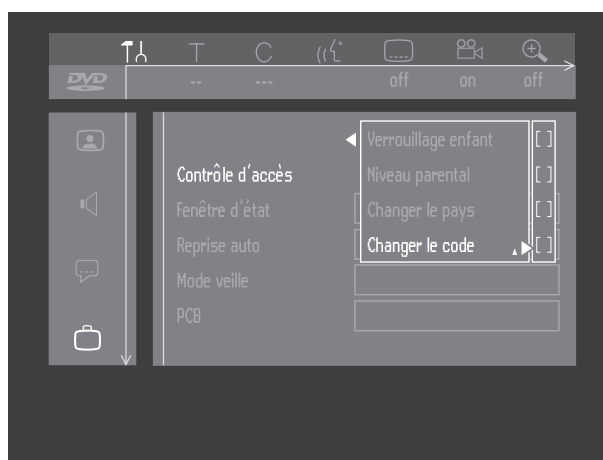 T C
DVD -- --- off on off
Verrouillage enfant [ ]
Contrôle d'accès Niveau parental [ ]
Fenêtre d'état Changer le pays [ ]
Reprise auto Changer le code [ ]
Mode veille
PCB